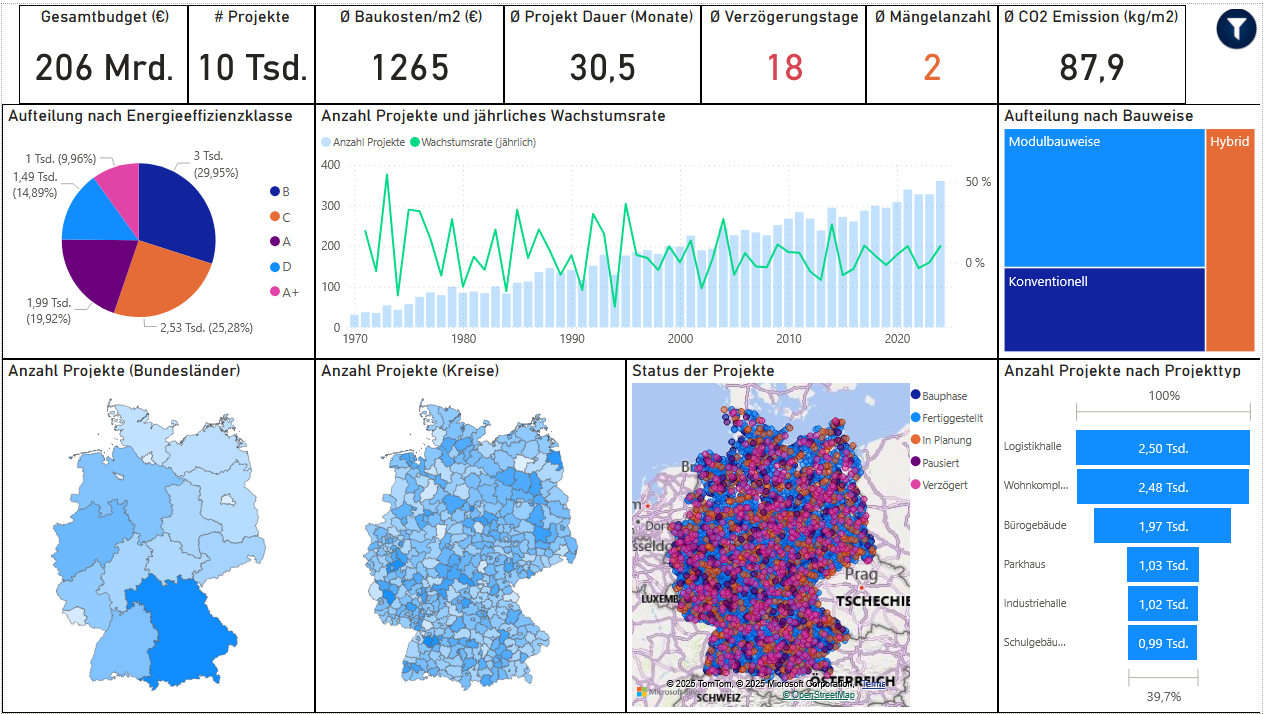 Gesamtbudget (€)
206 Mrd.
# Projekte
10 Tsd.
Ø Baukosten/m2 (€)
1265
Ø Projekt Dauer (Monate)
30,5
Ø Verzögerungstage
18
Ø Mängelanzahl
2
Ø CO2 Emission (kg/m2)
87,9
Aufteilung nach Energieeffizienzklasse
3 Tsd.
(29,95%)
2,53 Tsd. (25,28%)
1,99 Tsd.
(19,92%)
1,49 Tsd.
(14,89%)
1 Tsd. (9,96%)
B
C
A
D
A+
Anzahl Projekte und jährliches Wachstumsrate
Anzahl Projekte
Wachstumsrate (jährlich)
400
300
200
100
0
50 %
0 %
1970
1980
1990
2000
2010
2020
Aufteilung nach Bauweise
Modulbauweise
Hybrid
Konventionell
Anzahl Projekte (Bundesländer)
Anzahl Projekte (Kreise)
Status der Projekte
Bauphase
Fertiggestellt
In Planung
Pausiert
Verzögert
Br
Dor
sseldo
LUXEMB
Prag
TSCHECHIE
ÖSTERREICH
SCHWEIZ
© 2025 TomTom, © 2025 Microsoft Corporation, Terms
© OpenStreetMap
Microsoft
Anzahl Projekte nach Projekttyp
100%
Logistikhalle
2,50 Tsd.
Wohnkompl...
2,48 Tsd.
Bürogebäude
1,97 Tsd.
Parkhaus
1,03 Tsd.
Industriehalle
1,02 Tsd.
Schulgebäu...
0,99 Tsd.
39,7%